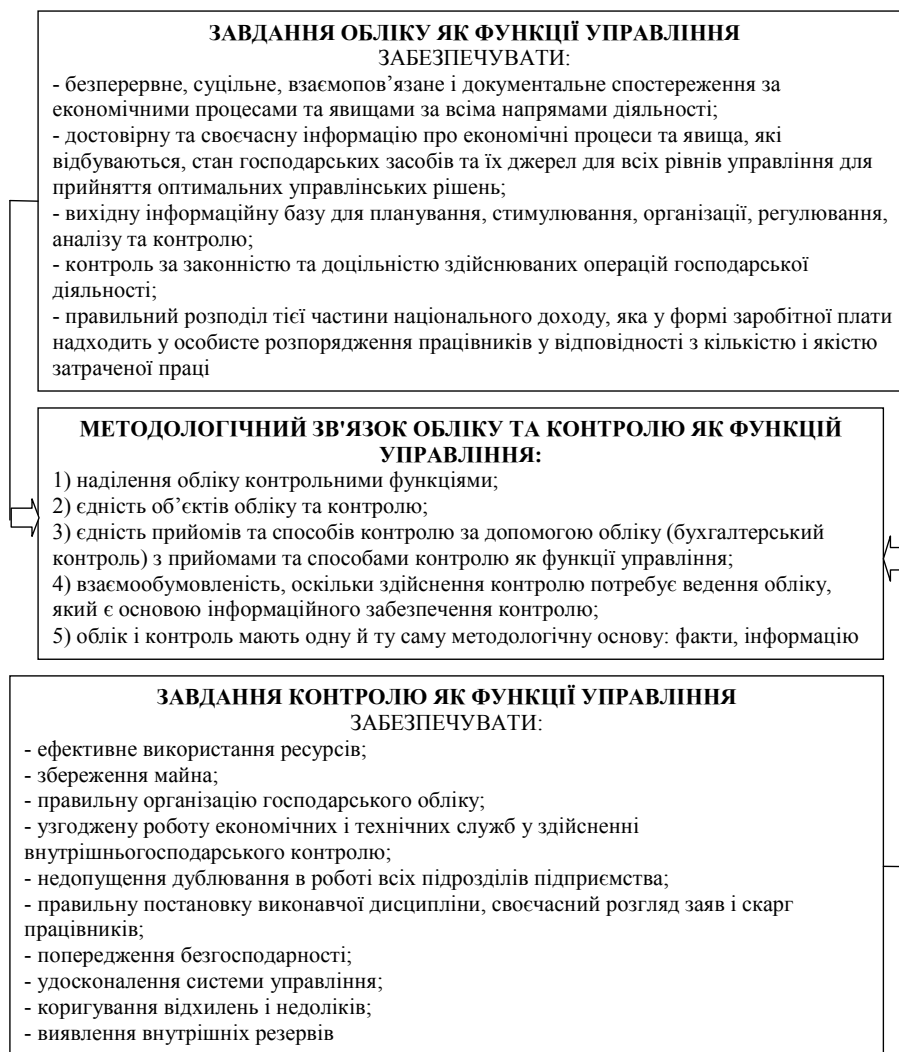 ЗАВДАННЯ ОБЛІКУ ЯК ФУНКЦІЇ УПРАВЛІННЯ
ЗАБЕЗПЕЧУВАТИ:
- безперервне, суцільне, взаємопов’язане і документальне спостереження за
економічними процесами та явищами за всіма напрямами діяльності;
- достовірну та своєчасну інформацію про економічні процеси та явища, які
відбуваються, стан господарських засобів та їх джерел для всіх рівнів управління для
прийняття оптимальних управлінських рішень;
- вихідну інформаційну базу для планування, стимулювання, організації, регулювання,
аналізу та контролю;
- контроль за законністю та доцільністю здійснюваних операцій господарської
діяльності;
- правильний розподіл тієї частини національного доходу, яка у формі заробітної плати
надходить у особисте розпорядження працівників у відповідності з кількістю і якістю
затраченої праці
МЕТОДОЛОГІЧНИЙ ЗВ'ЯЗОК ОБЛІКУ ТА КОНТРОЛЮ ЯК ФУНКЦІЙ
УПРАВЛІННЯ:
1) наділення обліку контрольними функціями;
2) єдність об’єктів обліку та контролю;
3) єдність прийомів та способів контролю за допомогою обліку (бухгалтерський
контроль) з прийомами та способами контролю як функції управління;
4) взаємообумовленість, оскільки здійснення контролю потребує ведення обліку,
який є основою інформаційного забезпечення контролю;
5) облік і контроль мають одну й ту саму методологічну основу: факти, інформацію
ЗАВДАННЯ КОНТРОЛЮ ЯК ФУНКЦІЇ УПРАВЛІННЯ
ЗАБЕЗПЕЧУВАТИ:
- ефективне використання ресурсів;
- збереження майна;
- правильну організацію господарського обліку;
- узгоджену роботу економічних і технічних служб у здійсненні
внутрішньогосподарського контролю;
- недопущення дублювання в роботі всіх підрозділів підприємства;
- правильну постановку виконавчої дисципліни, своєчасний розгляд заяв і скарг
працівників;
- попередження безгосподарності;
- удосконалення системи управління;
- коригування відхилень і недоліків;
- виявлення внутрішніх резервів